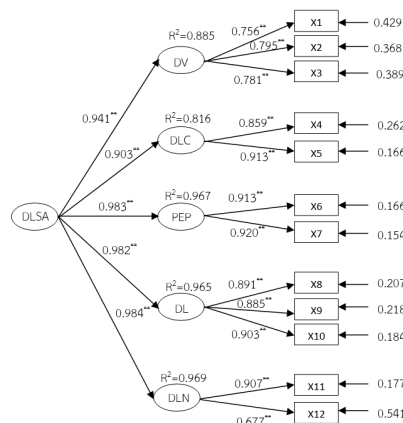 R²=0.885
DV
0.756**
0.795**
0.781**
X1
X2
X3
0.429
0.368
0.389
0.941**
R²=0.816
DLC
0.859**
0.913**
X4
X5
0.262
0.166
0.903**
DLSA
0.983**
R²=0.967
PEP
0.913**
0.920**
X6
X7
0.166
0.154
0.982**
R²=0.965
DL
0.891**
0.885**
0.903**
X8
X9
X10
0.207
0.218
0.184
0.984**
R²=0.969
DLN
0.907**
0.677**
X11
X12
0.177
0.541